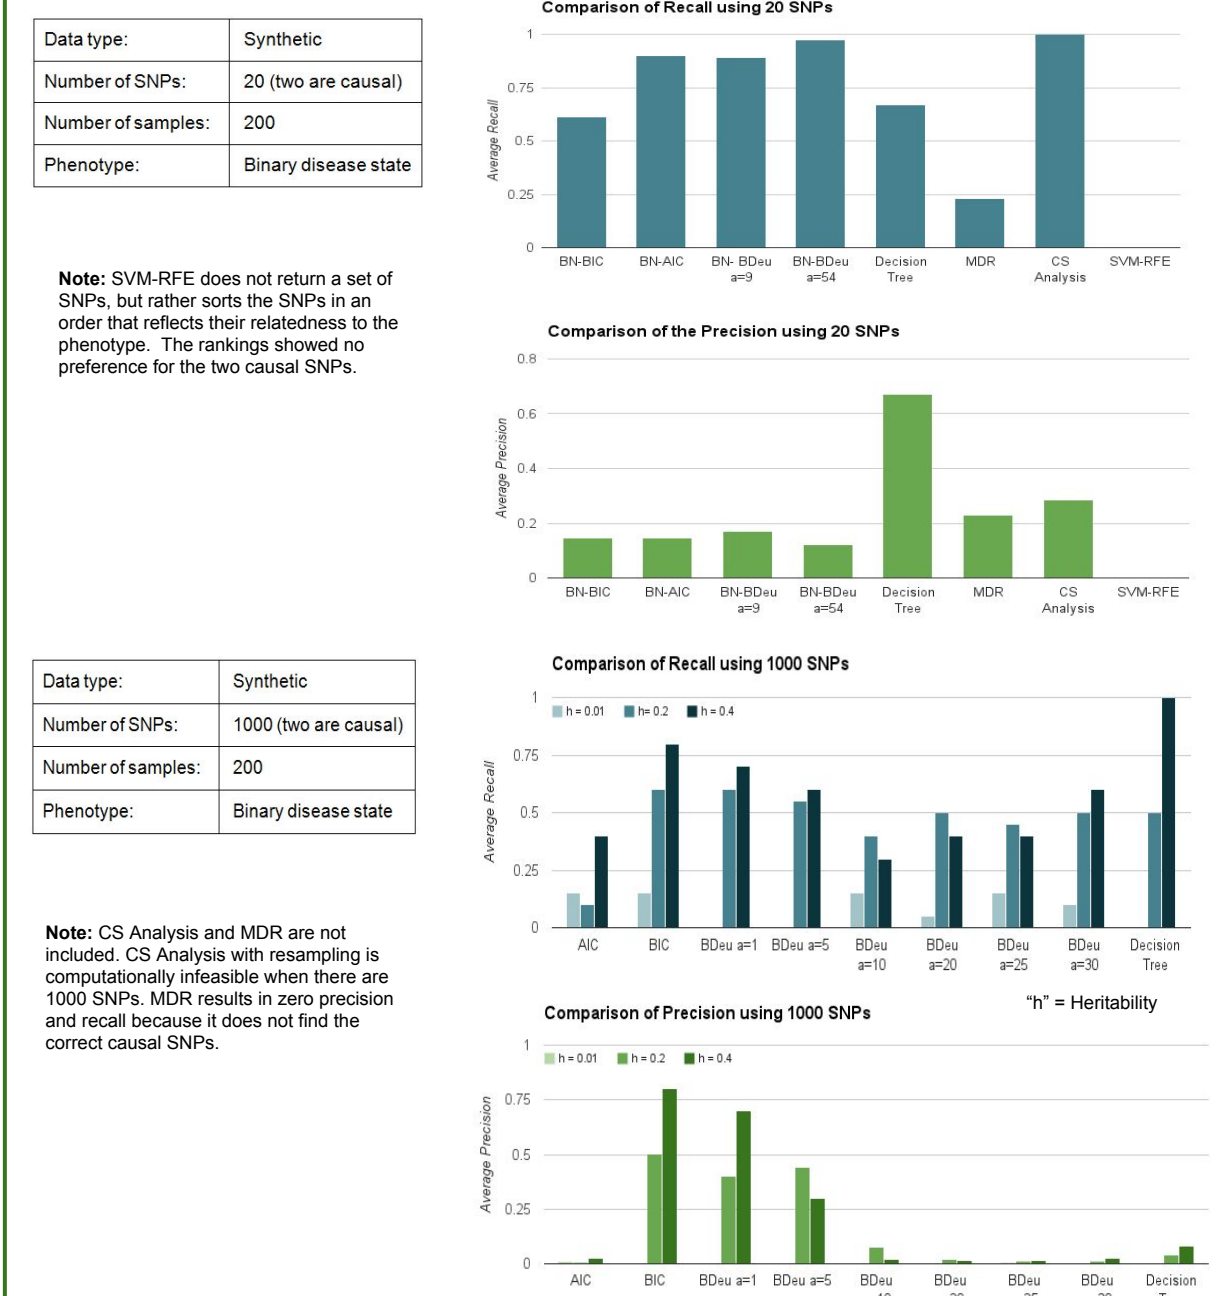 Data type: Synthetic
Number of SNPs: 20 (two are causal)
Number of samples: 200
Phenotype: Binary disease state
Note: SVM-RFE does not return a set of
SNPs, but rather sorts the SNPs in an
order that reflects their relatedness to the
phenotype. The rankings showed no
preference for the two causal SNPs.
Comparison of Recall using 20 SNPs
Average Recall
1
0.75
0.5
0.25
0
BN-BIC BN-AIC BN- BDeu BN-BDeu Decision MDR CS SVM-RFE
a=9 a=54 Tree Analysis
Comparison of the Precision using 20 SNPs
Average Precision
0.8
0.6
0.4
0.2
0
BN-BIC BN-AIC BN-BDeu BN-BDeu Decision MDR CS SVM-RFE
a=9 a=54 Tree Analysis
Data type: Synthetic
Number of SNPs: 1000 (two are causal)
Number of samples: 200
Phenotype: Binary disease state
Note: CS Analysis and MDR are not
included. CS Analysis with resampling is
computationally infeasible when there are
1000 SNPs. MDR results in zero precision
and recall because it does not find the
correct causal SNPs.
Comparison of Recall using 1000 SNPs
h = 0.01 h= 0.2 h = 0.4
Average Recall
1
0.75
0.5
0.25
0
AIC BIC BDeu a=1 BDeu a=5 BDeu BDeu BDeu BDeu Decision
a=10 a=20 a=25 a=30 Tree
"h" = Heritability
Comparison of Precision using 1000 SNPs
h = 0.01 h = 0.2 h = 0.4
Average Precision
1
0.75
0.5
0.25
0
AIC BIC BDeu a=1 BDeu a=5 BDeu BDeu BDeu BDeu Decision